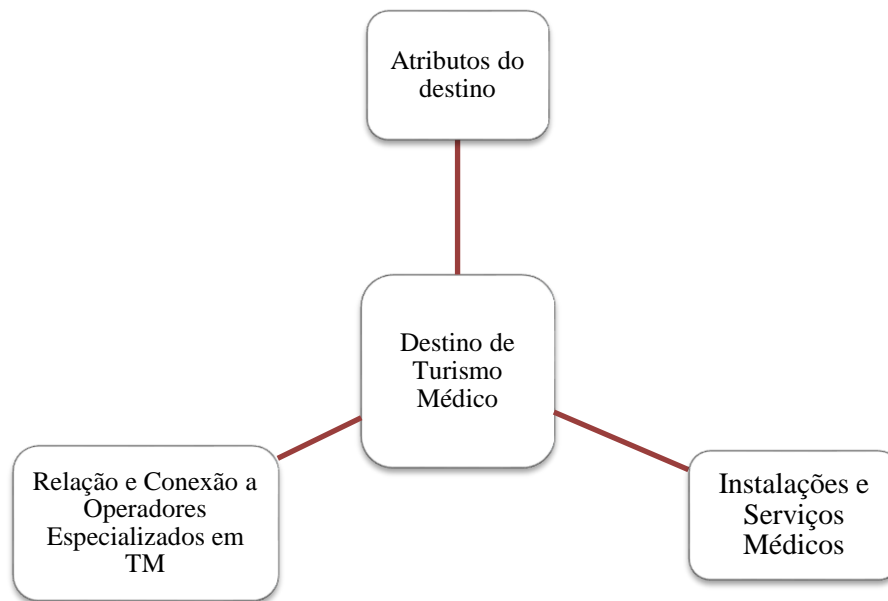 Atributos do
destino
Destino de
Turismo
Médico
Relação e Conexão a
Operadores
Especializados em
TM
Instalações e
Serviços
Médicos